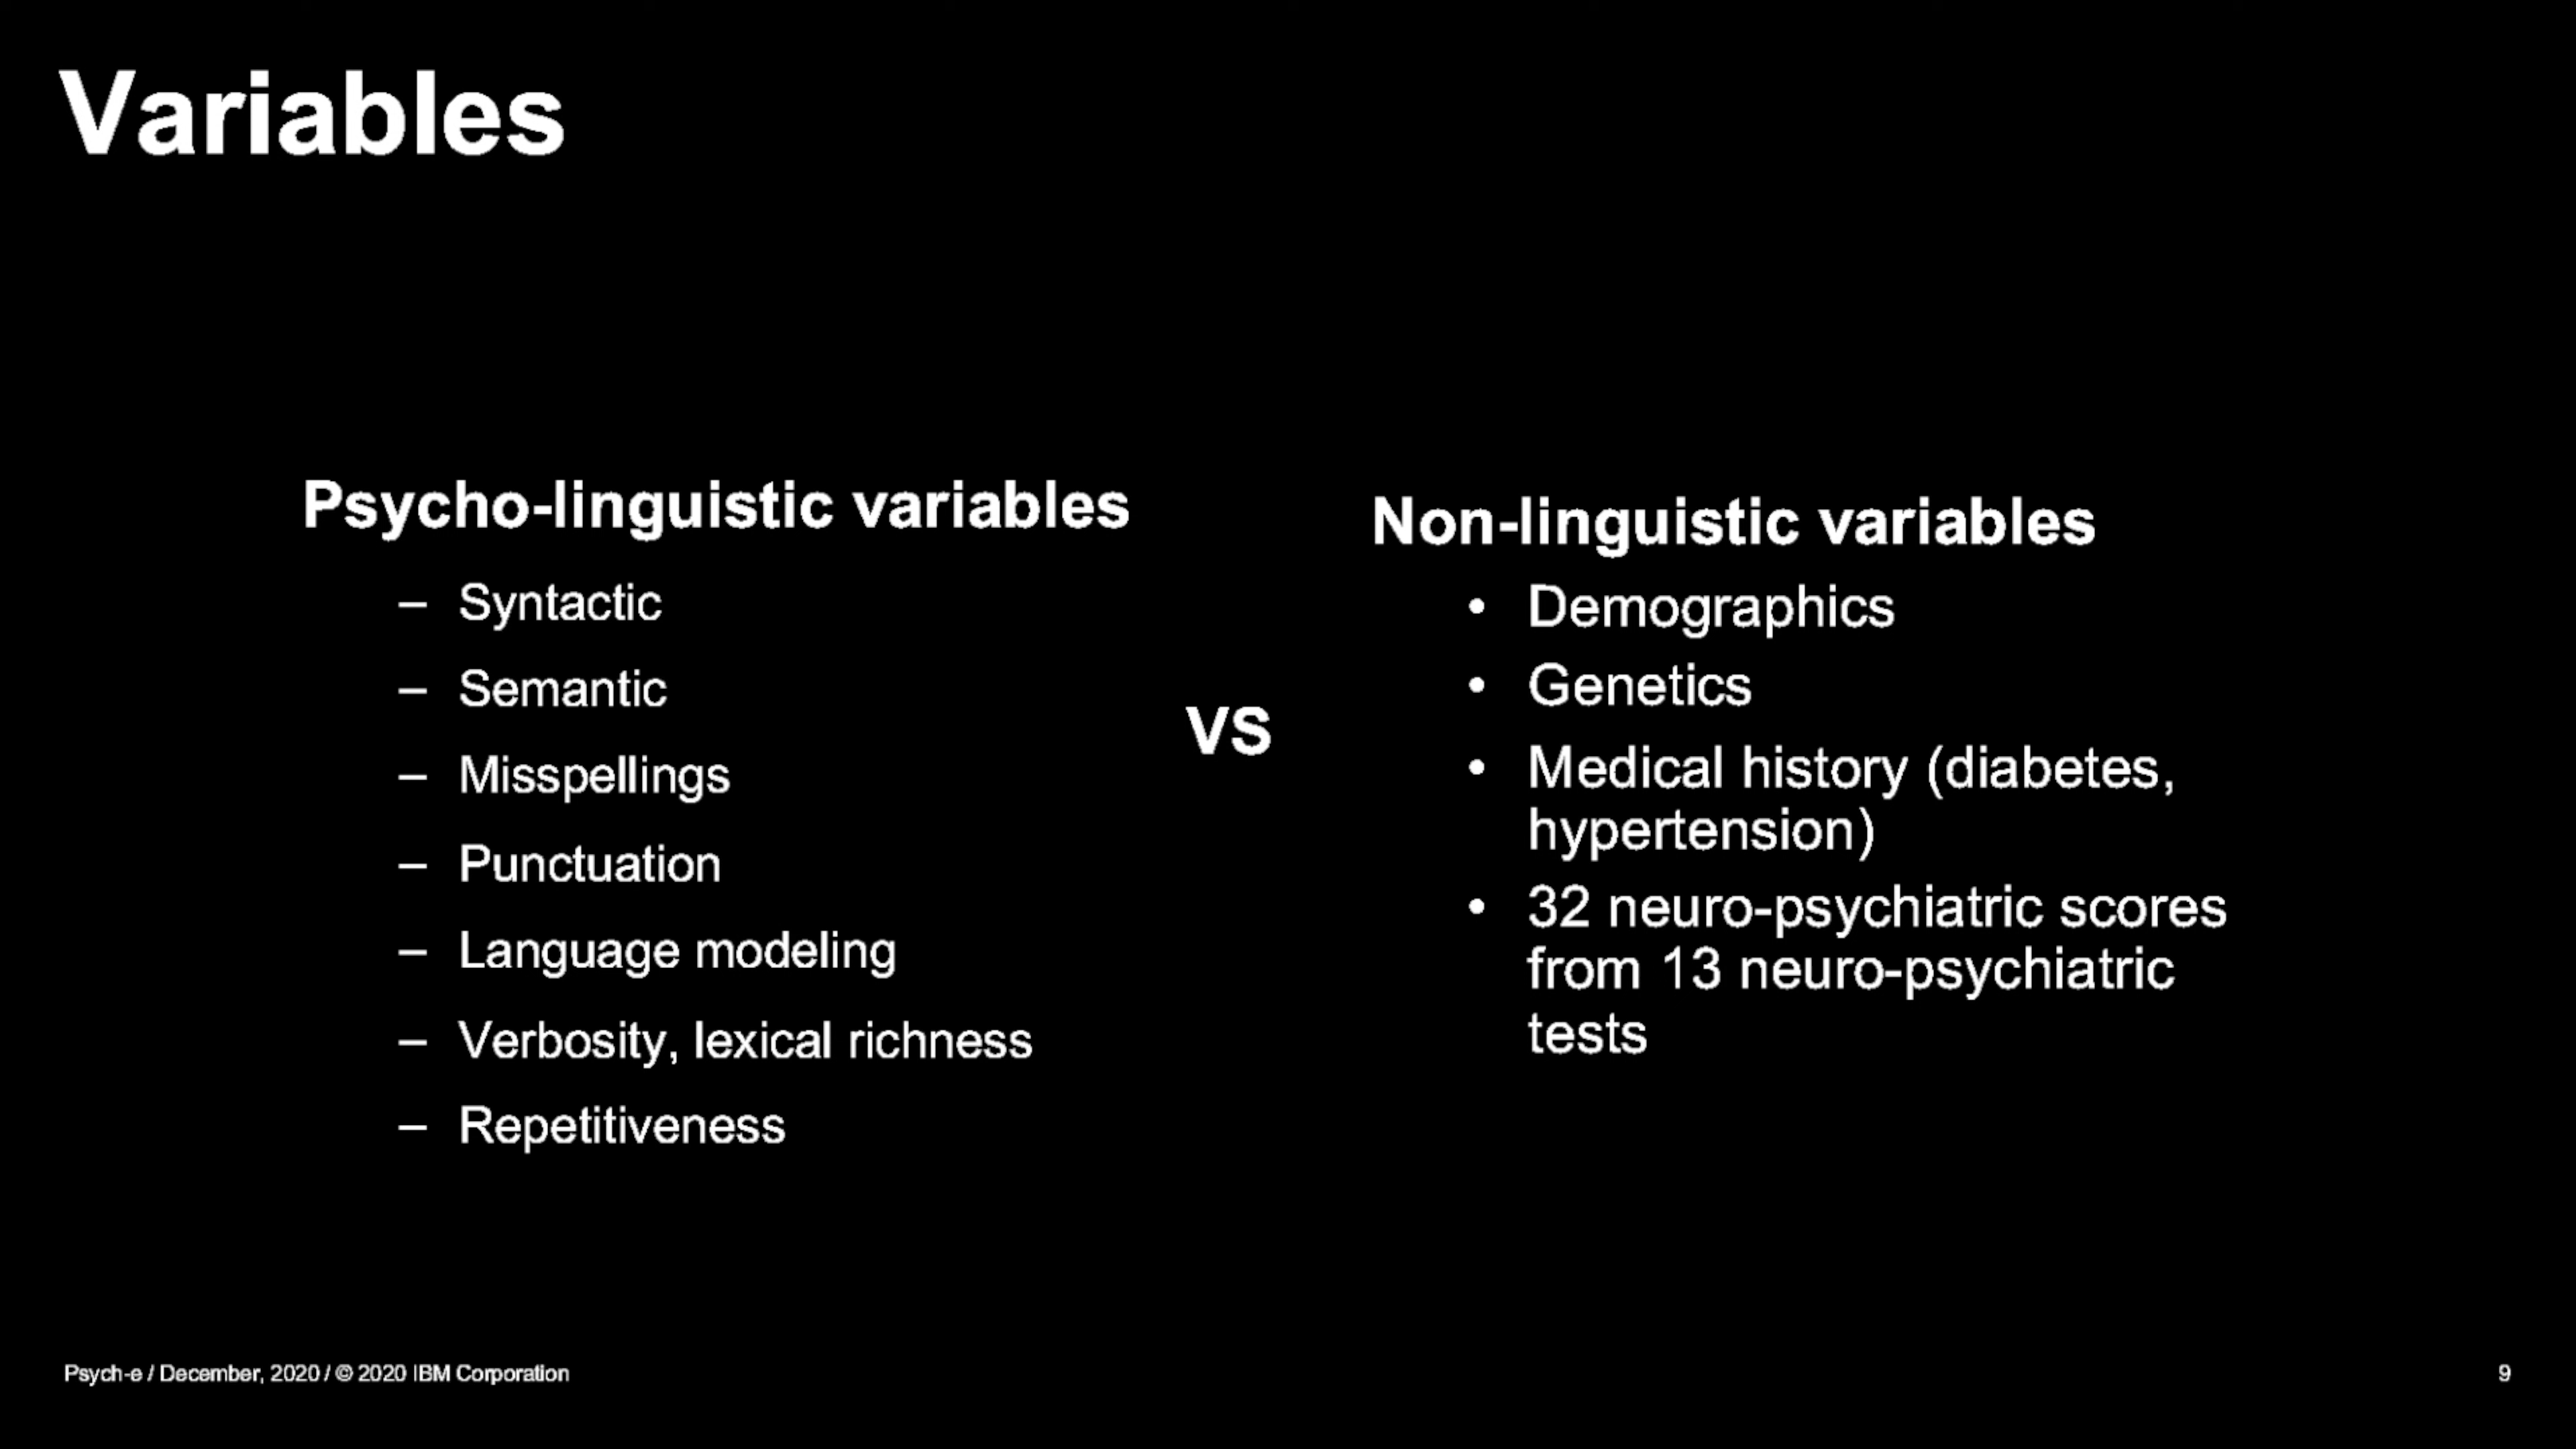 Variables
Psycho-linguistic variables
– Syntactic
– Semantic
– Misspellings
– Punctuation
– Language modeling
– Verbosity, lexical richness
– Repetitiveness
VS
Non-linguistic variables
• Demographics
• Genetics
• Medical history (diabetes,
hypertension)
• 32 neuro-psychiatric scores
from 13 neuro-psychiatric
tests
Psych-e / December, 2020 / © 2020 IBM Corporation
9